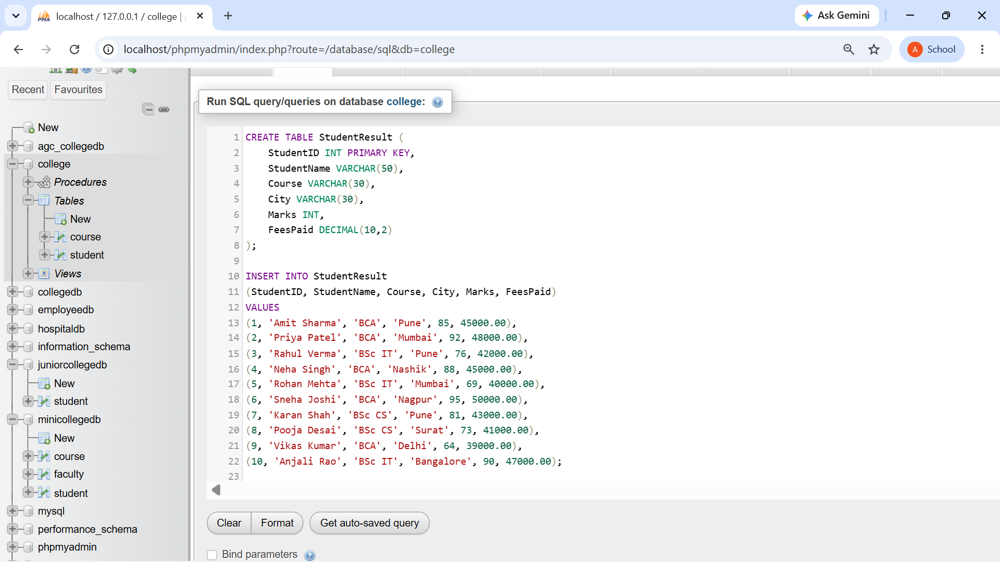 localhost / 127.0.0.1 / college |
Ask Gemini
localhost/phpmyadmin/index.php?route=/database/sql&db=college
A School
Recent Favourites
New
agc_collegedb
college
Procedures
Tables
New
course
student
Views
collegedb
employeedb
hospitaldb
information_schema
juniorcollegedb
New
student
minicollegedb
New
course
faculty
student
mysql
performance_schema
phpmyadmin
Run SQL query/queries on database college:
1 CREATE TABLE StudentResult (
2 StudentID INT PRIMARY KEY,
3 StudentName VARCHAR(50),
4 Course VARCHAR(30),
5 City VARCHAR(30),
6 Marks INT,
7 FeesPaid DECIMAL(10,2)
8 );
9
10 INSERT INTO StudentResult
11 (StudentID, StudentName, Course, City, Marks, FeesPaid)
12 VALUES
13 (1, 'Amit Sharma', 'BCA', 'Pune', 85, 45000.00),
14 (2, 'Priya Patel', 'BCA', 'Mumbai', 92, 48000.00),
15 (3, 'Rahul Verma', 'BSc IT', 'Pune', 76, 42000.00),
16 (4, 'Neha Singh', 'BCA', 'Nashik', 88, 45000.00),
17 (5, 'Rohan Mehta', 'BSc IT', 'Mumbai', 69, 40000.00),
18 (6, 'Sneha Joshi', 'BCA', 'Nagpur', 95, 50000.00),
19 (7, 'Karan Shah', 'BSc CS', 'Pune', 81, 43000.00),
20 (8, 'Pooja Desai', 'BSc CS', 'Surat', 73, 41000.00),
21 (9, 'Vikas Kumar', 'BCA', 'Delhi', 64, 39000.00),
22 (10, 'Anjali Rao', 'BSc IT', 'Bangalore', 90, 47000.00);
23
Clear Format Get auto-saved query
Bind parameters